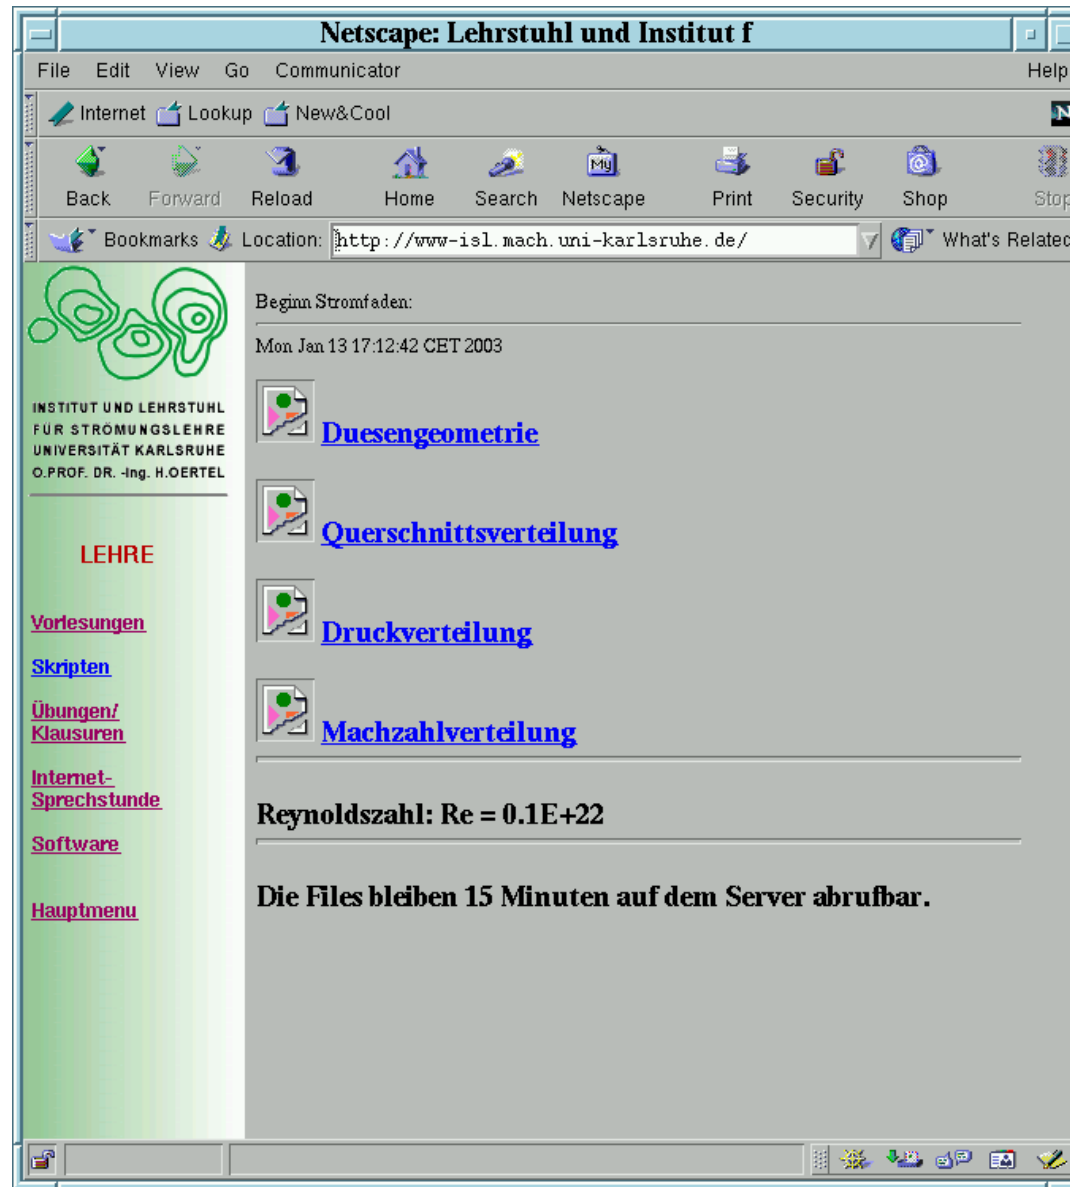 Netscape: Lehrstuhl und Institut f
File Edit View Go Communicator Help
Internet Lookup New&Cool N
My
Back Forward Reload Home Search Netscape Print Security Shop Stop
Bookmarks Location: http://www-isl.mach.uni-karlsruhe.de/ What's Related
INSTITUT UND LEHRSTUHL
FÜR STRÖMUNGSLEHRE
UNIVERSITÄT KARLSRUHE
O.PROF. DR. -Ing. H.OERTEL
LEHRE
Vorlesungen
Skripten
Übungen/
Klausuren
Internet-
Sprechstunde
Software
Hauptmenu
Beginn Stromfaden:
Mon Jan 13 17:12:42 CET 2003
Duesengeometrie
Querschnittsverteilung
Druckverteilung
Machzahlverteilung
Reynoldszahl: Re = 0.1E+22
Die Files bleiben 15 Minuten auf dem Server abrufbar.